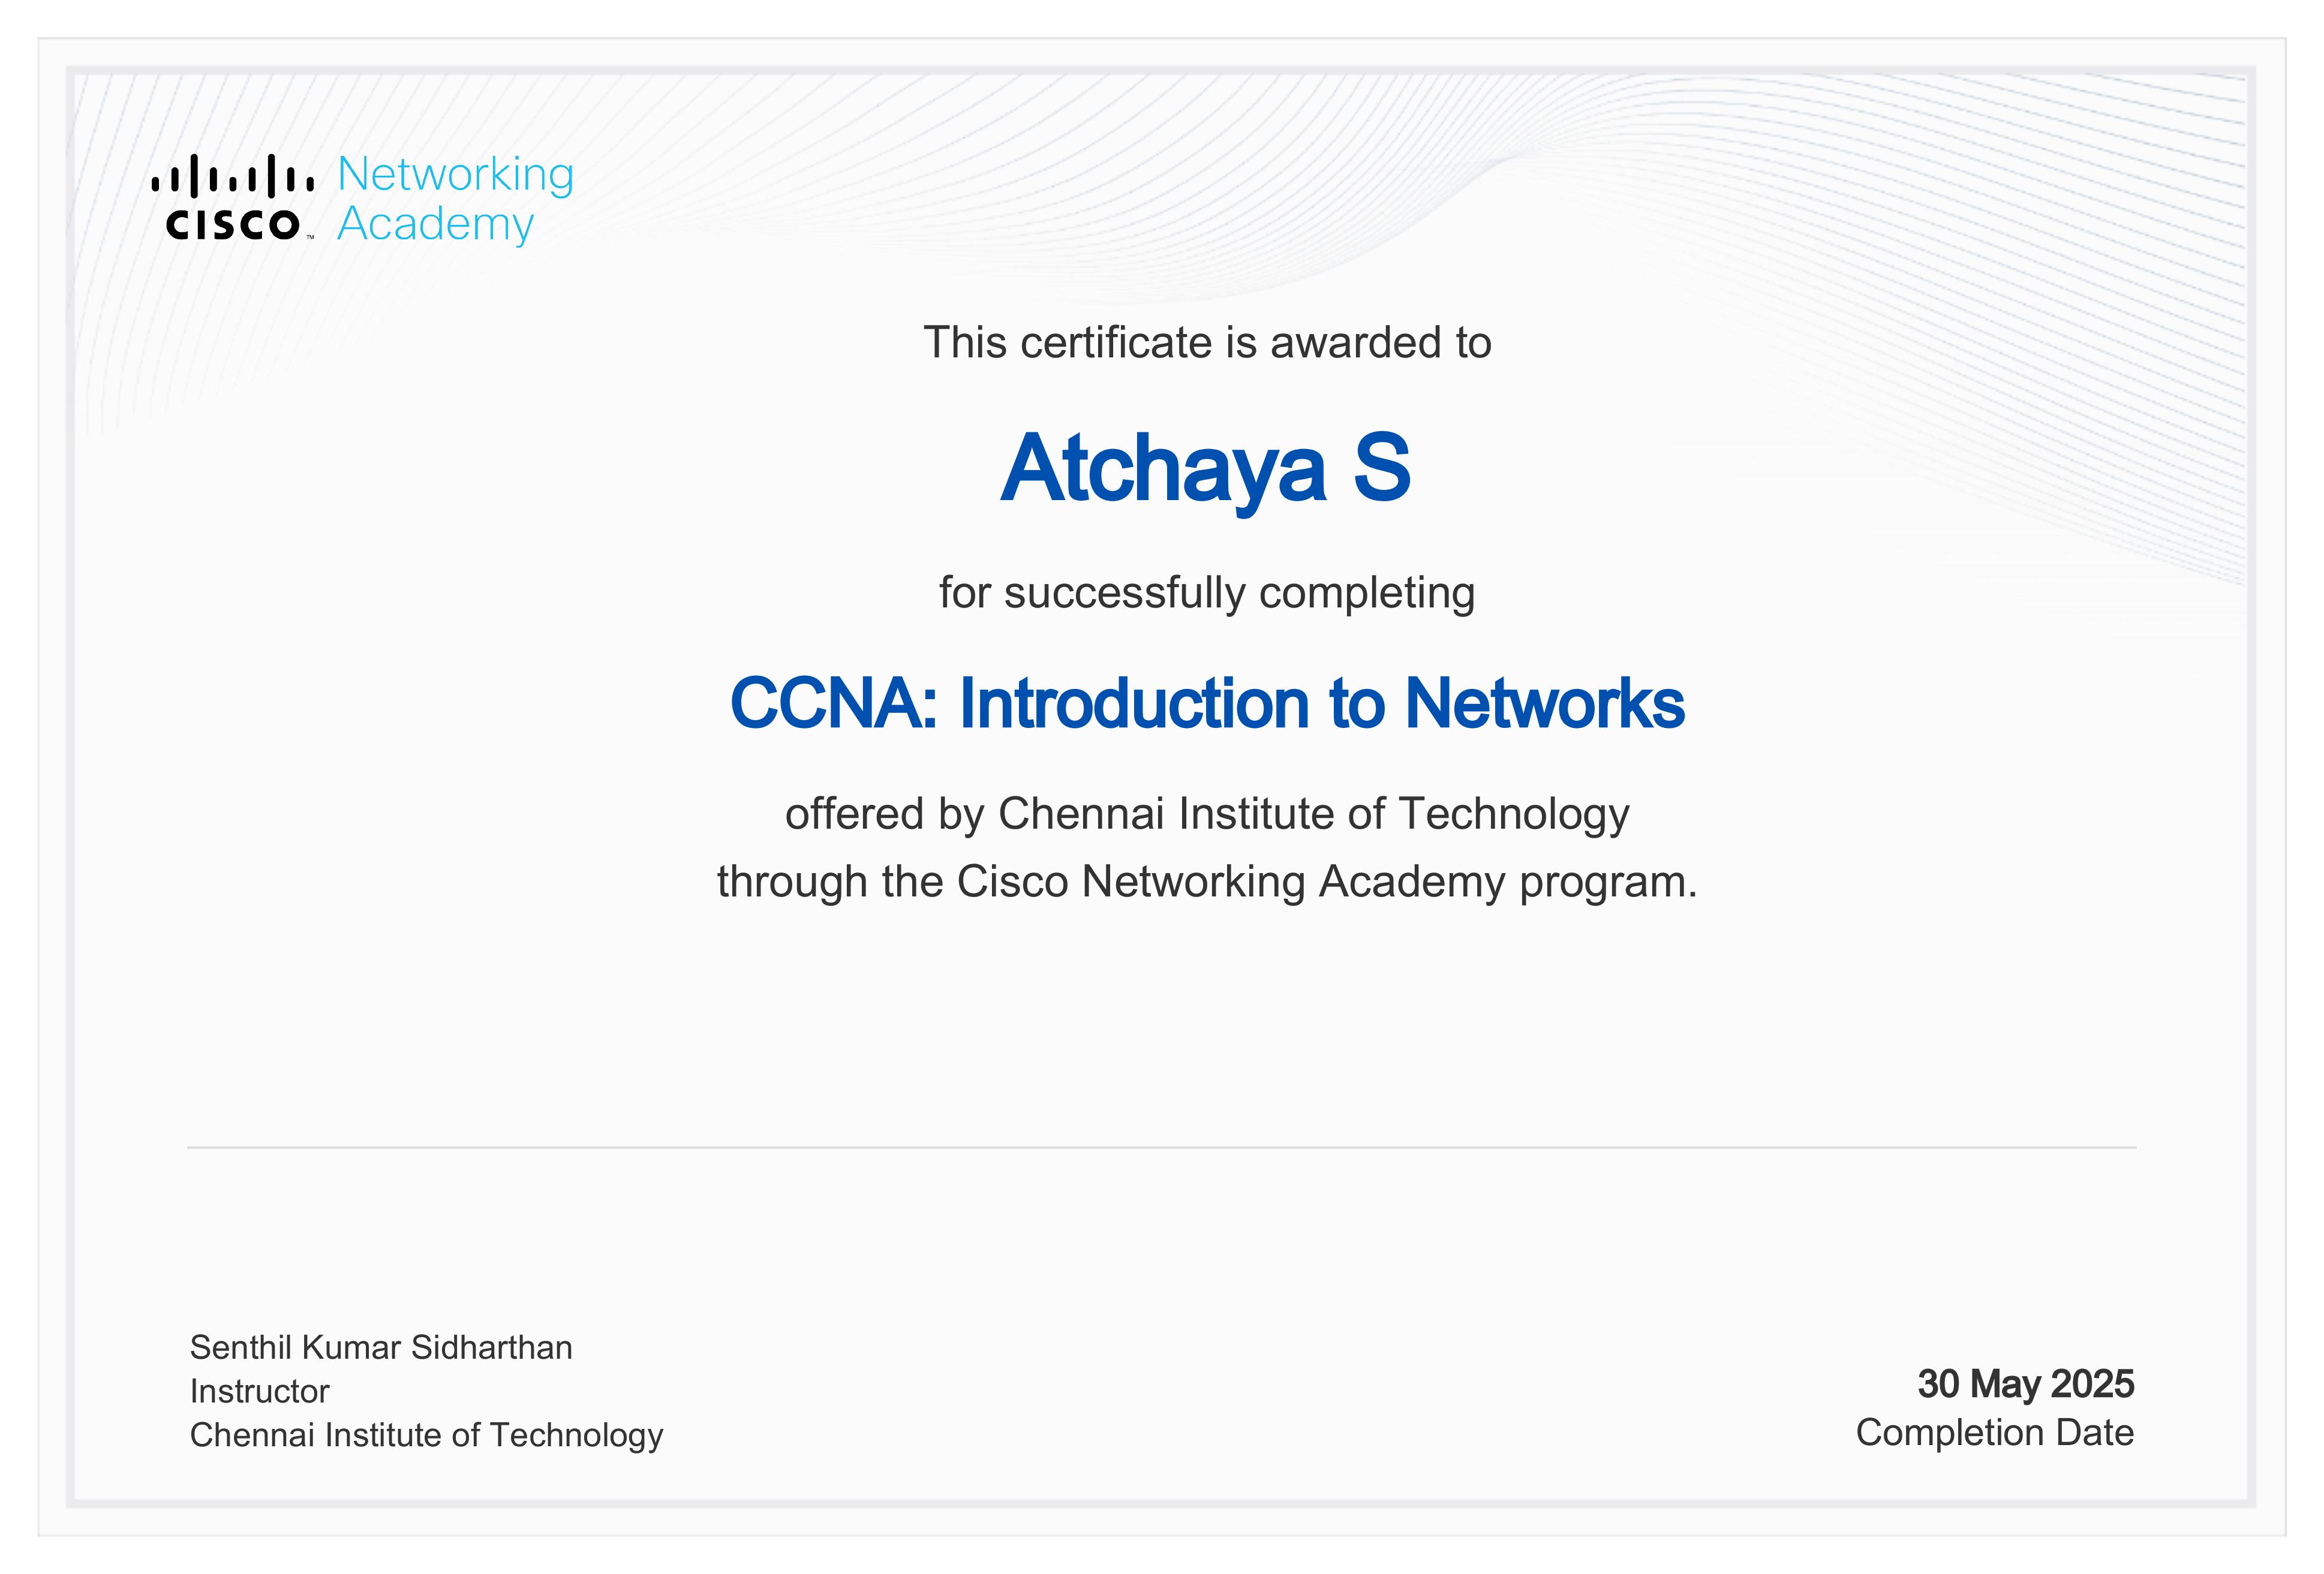 Networking
Academy
CISCO™
This certificate is awarded to
Atchaya S
for successfully completing
CCNA: Introduction to Networks
offered by Chennai Institute of Technology
through the Cisco Networking Academy program.
Senthil Kumar Sidharthan
Instructor
Chennai Institute of Technology
30 May 2025
Completion Date